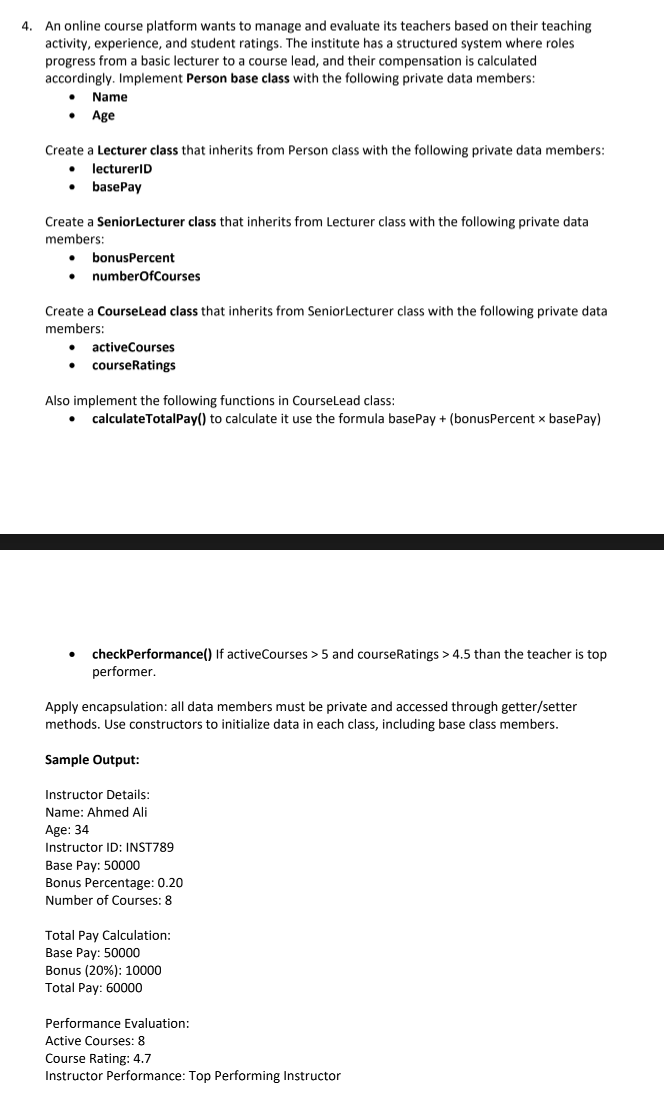 4. An online course platform wants to manage and evaluate its teachers based on their teaching
activity, experience, and student ratings. The institute has a structured system where roles
progress from a basic lecturer to a course lead, and their compensation is calculated
accordingly. Implement Person base class with the following private data members:
• Name
• Age
Create a Lecturer class that inherits from Person class with the following private data members:
• lecturerID
• basePay
Create a SeniorLecturer class that inherits from Lecturer class with the following private data
members:
• bonusPercent
• numberOfCourses
Create a CourseLead class that inherits from SeniorLecturer class with the following private data
members:
• activeCourses
• courseRatings
Also implement the following functions in CourseLead class:
• calculateTotalPay() to calculate it use the formula basePay + (bonusPercent × basePay)
• checkPerformance() If activeCourses > 5 and courseRatings > 4.5 than the teacher is top
performer.
Apply encapsulation: all data members must be private and accessed through getter/setter
methods. Use constructors to initialize data in each class, including base class members.
Sample Output:
Instructor Details:
Name: Ahmed Ali
Age: 34
Instructor ID: INST789
Base Pay: 50000
Bonus Percentage: 0.20
Number of Courses: 8
Total Pay Calculation:
Base Pay: 50000
Bonus (20%): 10000
Total Pay: 60000
Performance Evaluation:
Active Courses: 8
Course Rating: 4.7
Instructor Performance: Top Performing Instructor